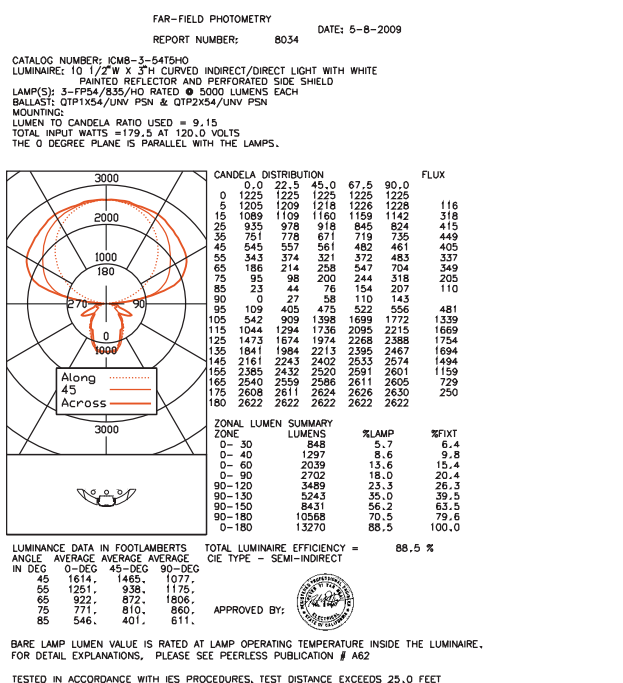 FAR-FIELD PHOTOMETRY
DATE: 5-8-2009
REPORT NUMBER: 8034
CATALOG NUMBER: ICM8-3-54T5HO
LUMINAIRE: 10 1/2"W X 3"H CURVED INDIRECT/DIRECT LIGHT WITH WHITE
PAINTED REFLECTOR AND PERFORATED SIDE SHIELD
LAMP(S): 3-FP54/835/HO RATED @ 5000 LUMENS EACH
BALLAST: QTP1X54/UNV PSN & QTP2X54/UNV PSN
MOUNTING:
LUMEN TO CANDELA RATIO USED = 9.15
TOTAL INPUT WATTS =179.5 AT 120.0 VOLTS
THE 0 DEGREE PLANE IS PARALLEL WITH THE LAMPS.
3000
2000
1000
180
270 90
0
1000
Along
45
Across
3000
CANDELA DISTRIBUTION FLUX
0.0 22.5 45.0 67.5 90.0
0 1225 1225 1225 1225 1225
5 1205 1209 1218 1226 1228 116
15 1089 1109 1160 1159 1142 318
25 935 978 918 845 824 415
35 751 778 671 719 735 449
45 545 557 561 482 461 405
55 343 374 321 372 483 337
65 186 214 258 547 704 349
75 95 98 200 244 318 205
85 23 44 76 154 207 110
90 0 27 58 110 143
95 109 405 475 522 556 481
105 542 909 1398 1699 1772 1339
115 1044 1294 1736 2095 2215 1669
125 1473 1674 1974 2268 2388 1754
135 1841 1984 2213 2395 2467 1694
145 2161 2243 2402 2533 2574 1494
155 2385 2432 2520 2591 2601 1159
165 2540 2559 2586 2611 2605 729
175 2608 2611 2624 2626 2630 250
180 2622 2622 2622 2622 2622
ZONAL LUMEN SUMMARY
ZONE LUMENS %LAMP %FIXT
0- 30 848 5.7 6.4
0- 40 1297 8.6 9.8
0- 60 2039 13.6 15.4
0- 90 2702 18.0 20.4
90-120 3489 23.3 26.3
90-130 5243 35.0 39.5
90-150 8431 56.2 63.5
90-180 10568 70.5 79.6
0-180 13270 88.5 100.0
LUMINANCE DATA IN FOOTLAMBERTS
ANGLE AVERAGE AVERAGE AVERAGE
IN DEG 0-DEG 45-DEG 90-DEG
45 1614. 1465. 1077.
55 1251. 938. 1175.
65 922. 872. 1806.
75 771. 810. 860.
85 546. 401. 611.
TOTAL LUMINAIRE EFFICIENCY = 88.5 %
CIE TYPE - SEMI-INDIRECT
APPROVED BY:
BARE LAMP LUMEN VALUE IS RATED AT LAMP OPERATING TEMPERATURE INSIDE THE LUMINAIRE.
FOR DETAIL EXPLANATIONS, PLEASE SEE PEERLESS PUBLICATION # A62
TESTED IN ACCORDANCE WITH IES PROCEDURES. TEST DISTANCE EXCEEDS 25.0 FEET